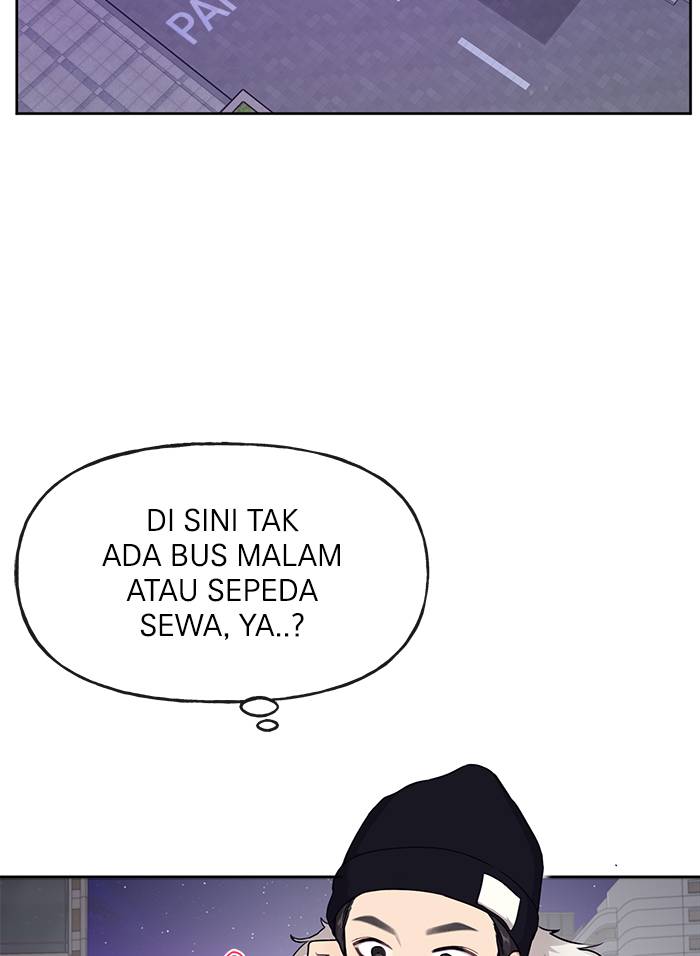 DI SINI TAK
ADA BUS MALAM
ATAU SEPEDA
SEWA, YA..?